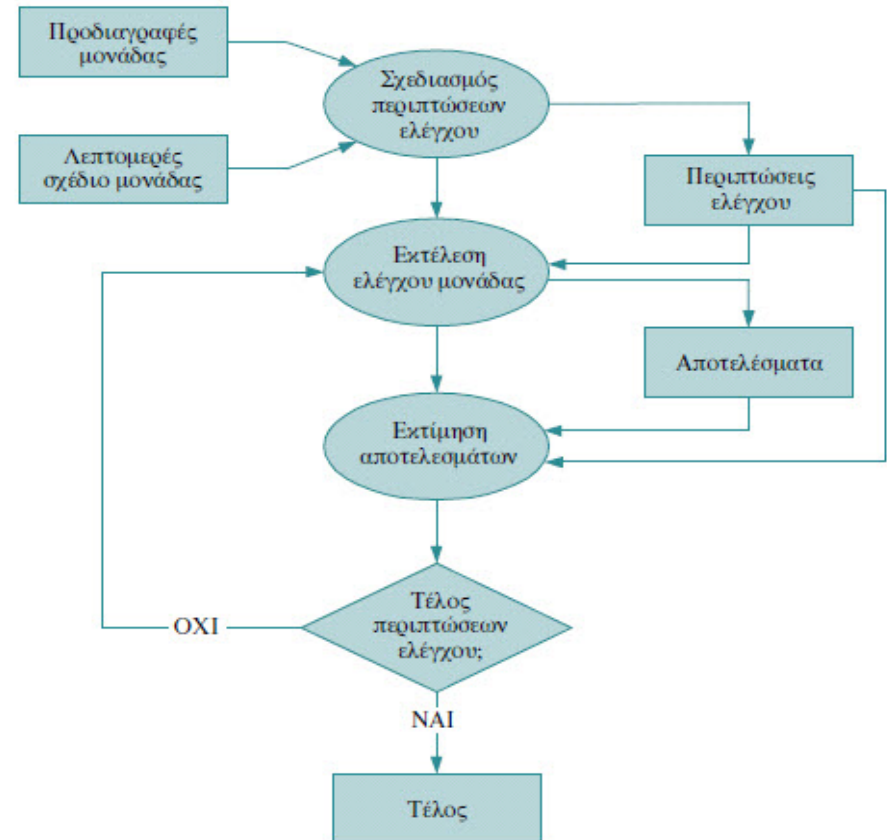 Προδιαγραφές
μονάδας
Σχεδιασμός
περιπτώσεων
ελέγχου
Λεπτομερές
σχέδιο μονάδας
Περιπτώσεις
ελέγχου
Εκτέλεση
ελέγχου μονάδας
Αποτελέσματα
Εκτίμηση
αποτελεσμάτων
Τέλος
περιπτώσεων
ελέγχου;
ΟΧΙ
ΝΑΙ
Τέλος